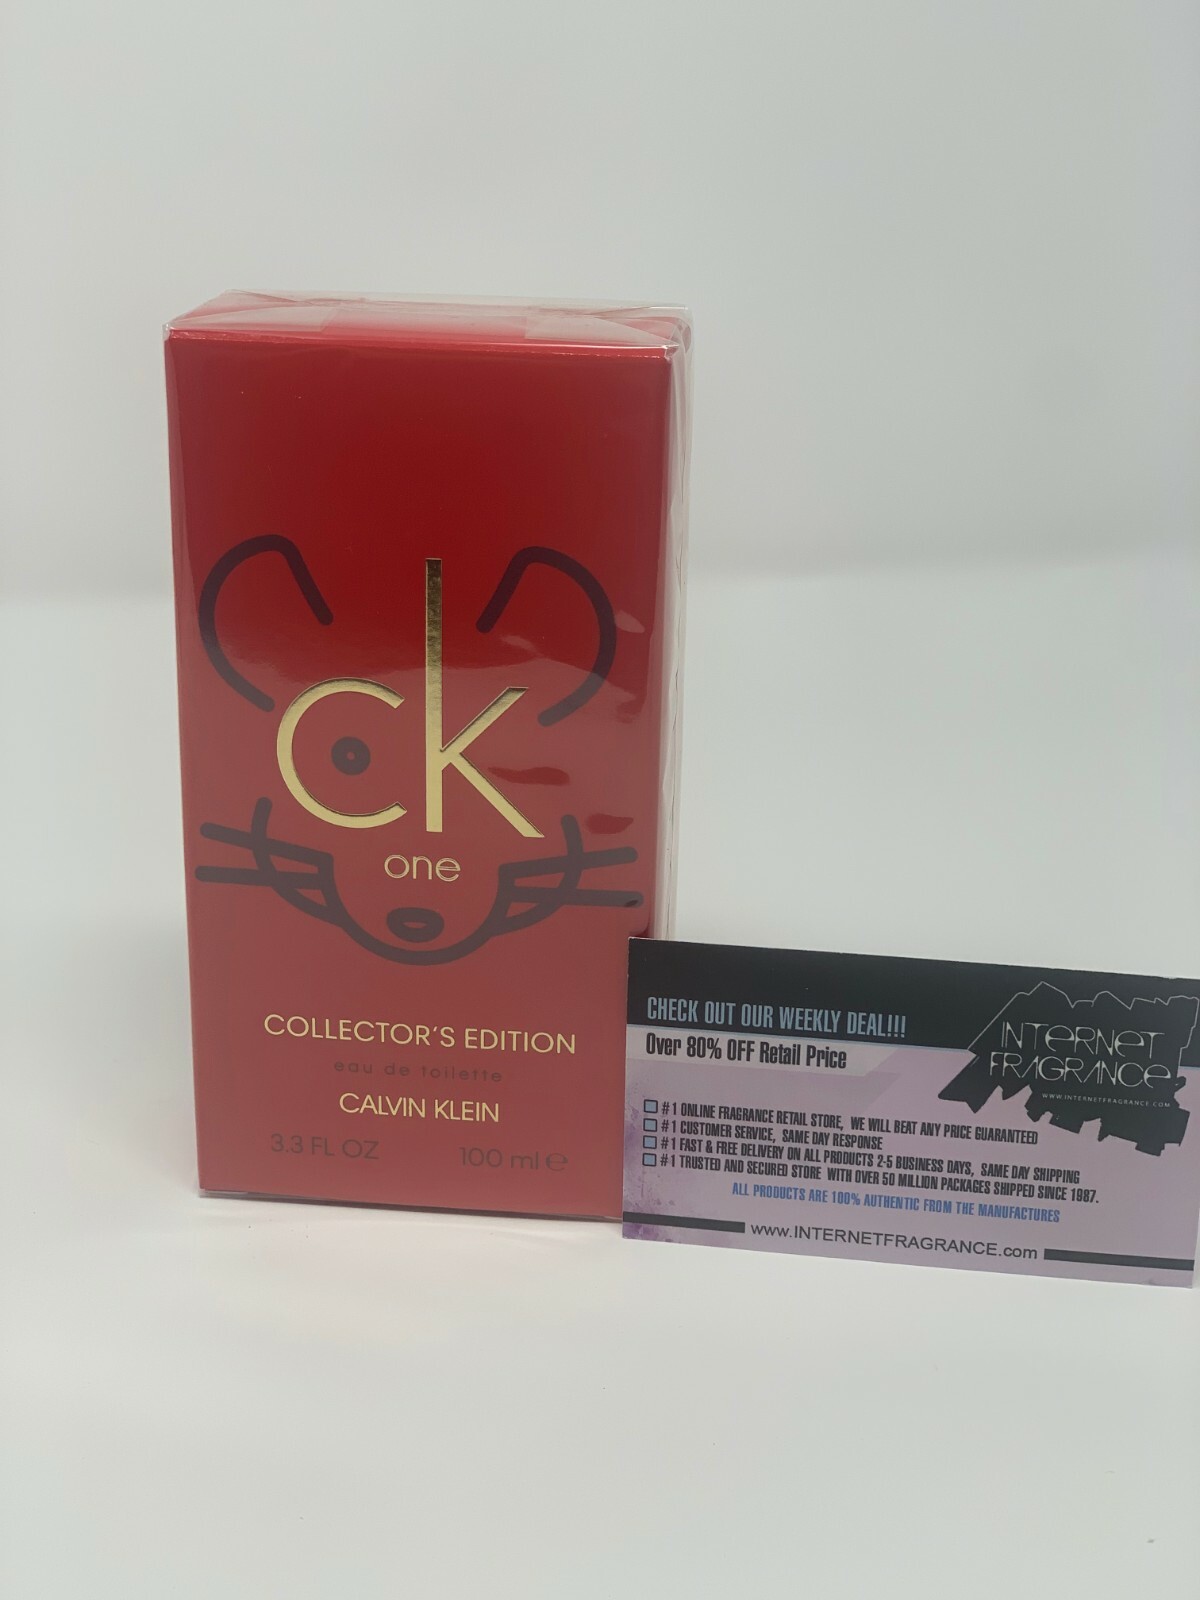 ck
one
COLLECTOR'S EDITION
eau de toilette
CALVIN KLEIN
3.3 FL OZ 100 ml e
CHECK OUT OUR WEEKLY DEAL!!!
Over 80% OFF Retail Price
INTERNET
FRAGRANCE
WWW.INTERNETFRAGRANCE.COM
#1 ONLINE FRAGRANCE RETAIL STORE, WE WILL BEAT ANY PRICE GUARANTEED
#1 CUSTOMER SERVICE, SAME DAY RESPONSE
#1 FAST & FREE DELIVERY ON ALL PRODUCTS 2-5 BUSINESS DAYS, SAME DAY SHIPPING
#1 TRUSTED AND SECURED STORE WITH OVER 50 MILLION PACKAGES SHIPPED SINCE 1987.
ALL PRODUCTS ARE 100% AUTHENTIC FROM THE MANUFACTURES
www.INTERNETFRAGRANCE.com